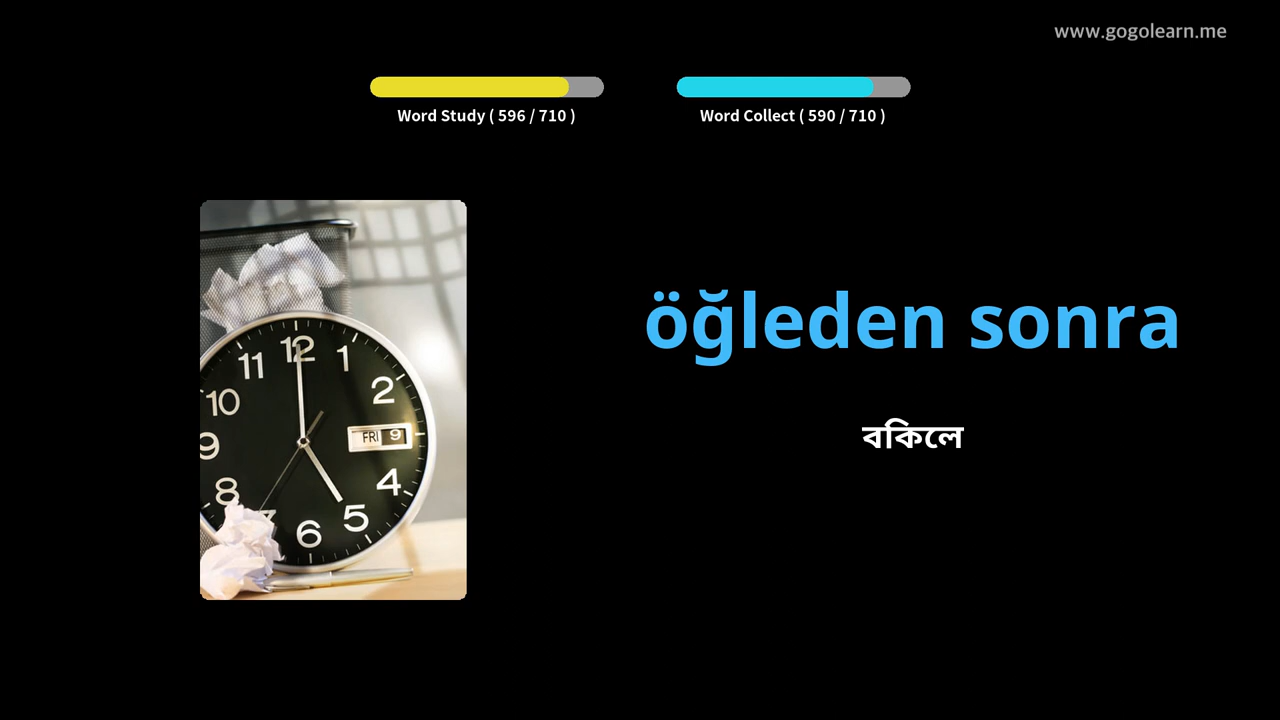 www.gogolearn.me
Word Study ( 596 / 710 )
Word Collect ( 590 / 710 )
öğleden sonra
বিকেলে
12
1
11
2
10
FRI 9
9
4
8
5
7
6